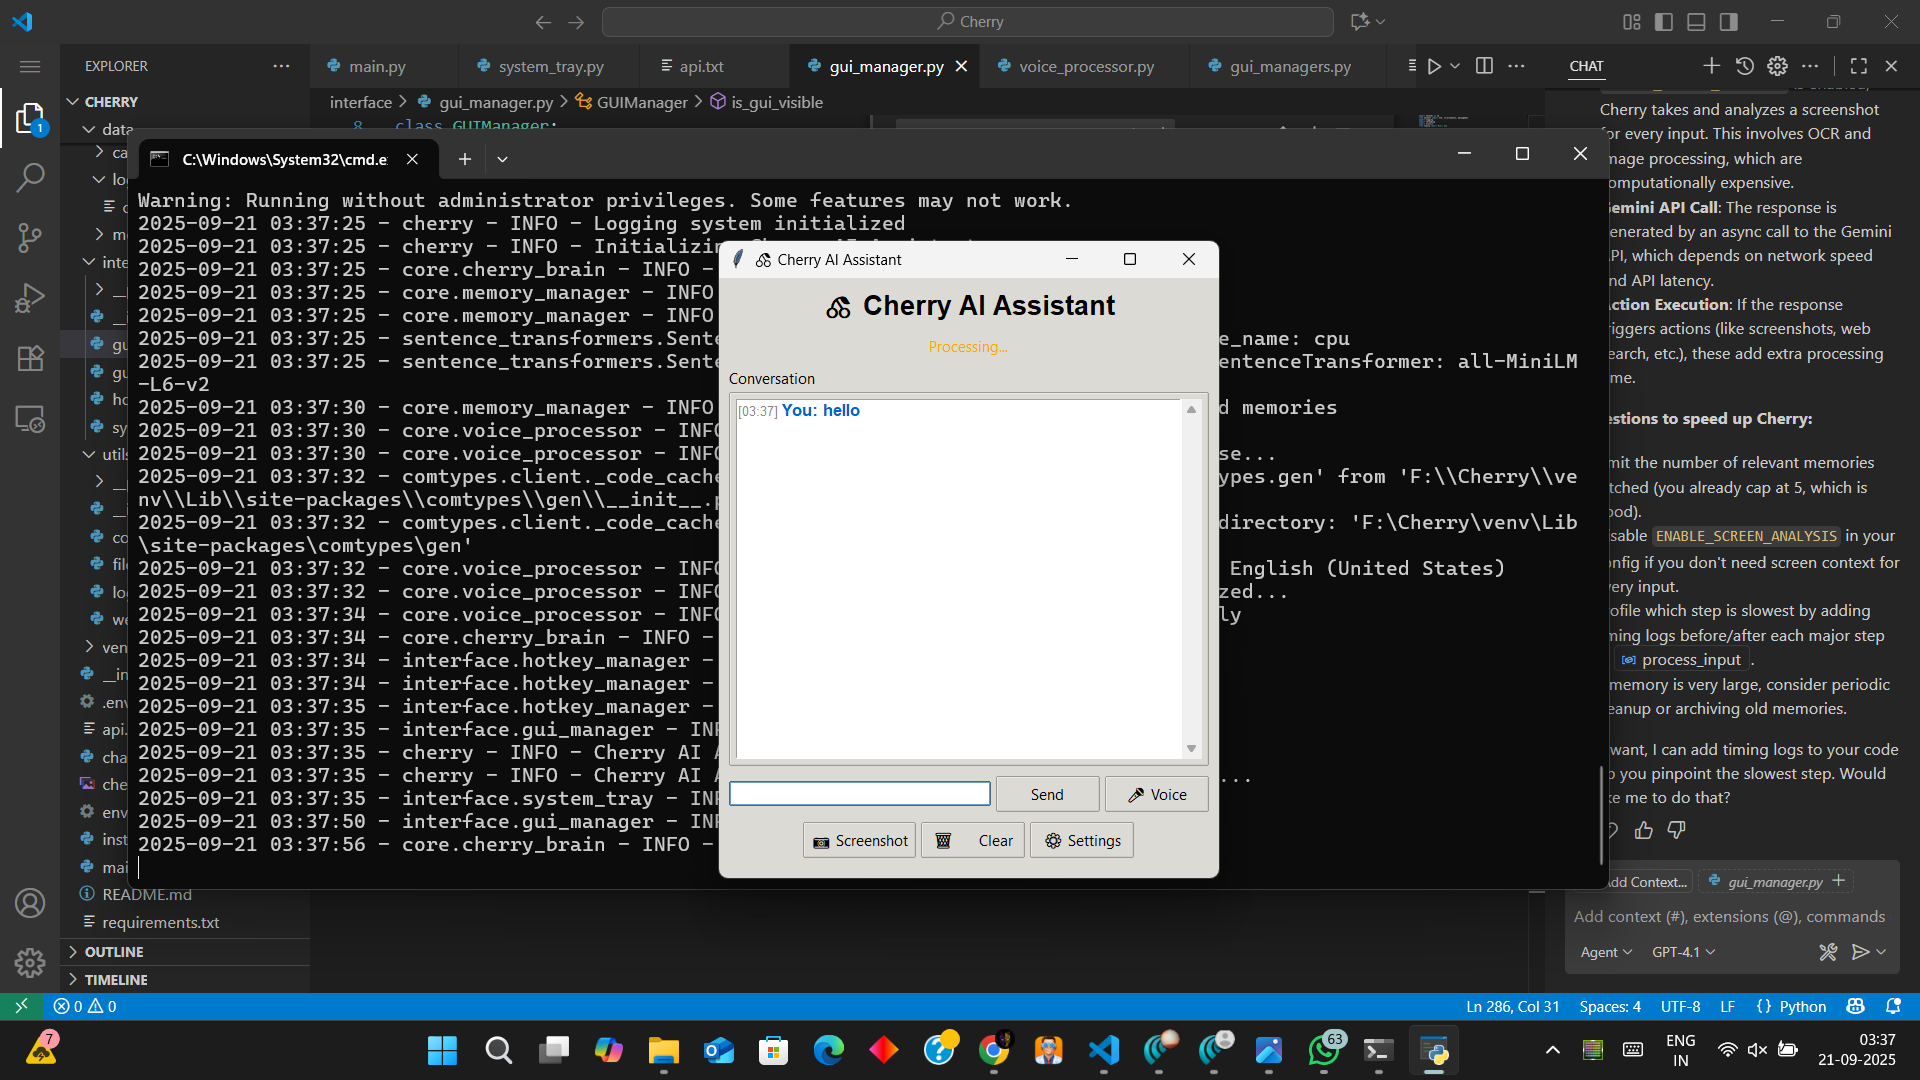 Cherry
EXPLORER
main.py
system_tray.py
api.txt
gui_manager.py
voice_processor.py
gui_managers.py
CHAT
CHERRY
interface > gui_manager.py > GUIManager > is_gui_visible
data
8 class GUIManager:
C:\Windows\System32\cmd.e
Warning: Running without administrator privileges. Some features may not work.
2025-09-21 03:37:25 - cherry - INFO - Logging system initialized
2025-09-21 03:37:25 - cherry - INFO -
2025-09-21 03:37:25 - core.cherry_brain - INFO -
2025-09-21 03:37:25 - core.memory_manager - INFO
2025-09-21 03:37:25 - core.memory_manager - INFO
2025-09-21 03:37:25 - sentence_transformers.Sente e_name: cpu
2025-09-21 03:37:25 - sentence_transformers.Sente entenceTransformer: all-MiniLM
-L6-v2
2025-09-21 03:37:30 - core.memory_manager - INFO d memories
2025-09-21 03:37:30 - core.voice_processor - INFO
2025-09-21 03:37:30 - core.voice_processor - INFO se...
2025-09-21 03:37:32 - comtypes.client._code_cache ypes.gen' from 'F:\\Cherry\\ve
nv\\Lib\\site-packages\\comtypes\\gen\\__init__.p
2025-09-21 03:37:32 - comtypes.client._code_cache directory: 'F:\Cherry\venv\Lib
\site-packages\comtypes\gen'
2025-09-21 03:37:32 - core.voice_processor - INFO English (United States)
2025-09-21 03:37:32 - core.voice_processor - INFO zed...
2025-09-21 03:37:34 - core.voice_processor - INFO ly
2025-09-21 03:37:34 - core.cherry_brain - INFO -
2025-09-21 03:37:34 - interface.hotkey_manager -
2025-09-21 03:37:34 - interface.hotkey_manager -
2025-09-21 03:37:35 - interface.hotkey_manager -
2025-09-21 03:37:35 - interface.gui_manager - INF
2025-09-21 03:37:35 - cherry - INFO - Cherry AI A
2025-09-21 03:37:35 - cherry - INFO - Cherry AI A ...
2025-09-21 03:37:35 - interface.system_tray - INF
2025-09-21 03:37:50 - interface.gui_manager - INF
2025-09-21 03:37:56 - core.cherry_brain - INFO -
Cherry AI Assistant
Cherry AI Assistant
Processing...
Conversation
[03:37] You: hello
Send
Voice
Screenshot
Clear
Settings
ca
lo
m
inte
gu
gu
ho
sy
utils
co
file
lo
we
ven
__in
.env
api.
cha
che
env
inst
mai
README.md
requirements.txt
OUTLINE
TIMELINE
Cherry takes and analyzes a screenshot
or every input. This involves OCR and
mage processing, which are
omputationally expensive.
emini API Call: The response is
enerated by an async call to the Gemini
PI, which depends on network speed
nd API latency.
ction Execution: If the response
riggers actions (like screenshots, web
earch, etc.), these add extra processing
me.
estions to speed up Cherry:
mit the number of relevant memories
tched (you already cap at 5, which is
ood).
sable ENABLE_SCREEN_ANALYSIS in your
onfig if you don't need screen context for
very input.
ofile which step is slowest by adding
ming logs before/after each major step
process_input .
memory is very large, consider periodic
eanup or archiving old memories.
want, I can add timing logs to your code
p you pinpoint the slowest step. Would
ke me to do that?
Add Context...
gui_manager.py
Add context (#), extensions (@), commands
Agent
GPT-4.1
0 0
Ln 286, Col 31
Spaces: 4
UTF-8
LF
{} Python
7
63
ENG
IN
03:37
21-09-2025